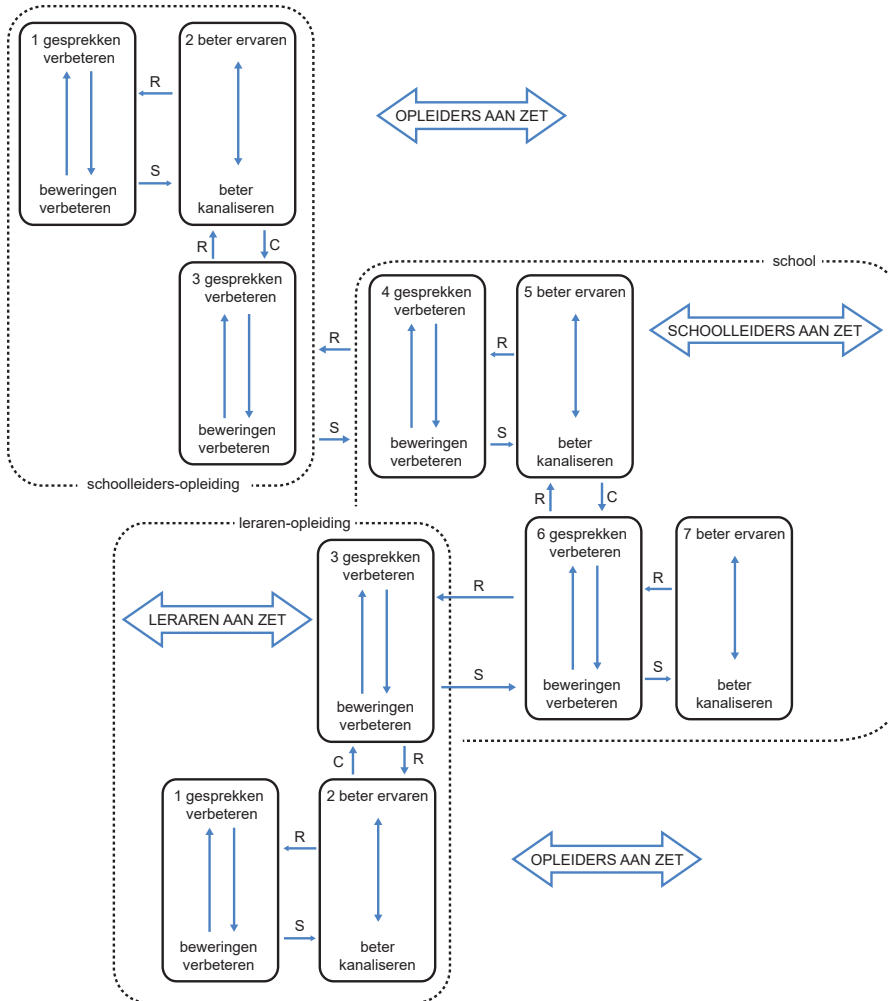 1 gesprekken
verbeteren
2 beter ervaren
R
S
beweringen
verbeteren
beter
kanaliseren
OPLEIDERS AAN ZET
R
C
3 gesprekken
verbeteren
beweringen
verbeteren
schoolleiders-opleiding
school
4 gesprekken
verbeteren
5 beter ervaren
SCHOOLLEIDERS AAN ZET
R
R
S
S
beweringen
verbeteren
beter
kanaliseren
R
C
leraren-opleiding
6 gesprekken
verbeteren
7 beter ervaren
3 gesprekken
verbeteren
R
R
LERAREN AAN ZET
S
S
beweringen
verbeteren
beter
kanaliseren
beweringen
verbeteren
C
R
1 gesprekken
verbeteren
2 beter ervaren
R
OPLEIDERS AAN ZET
S
beweringen
verbeteren
beter
kanaliseren